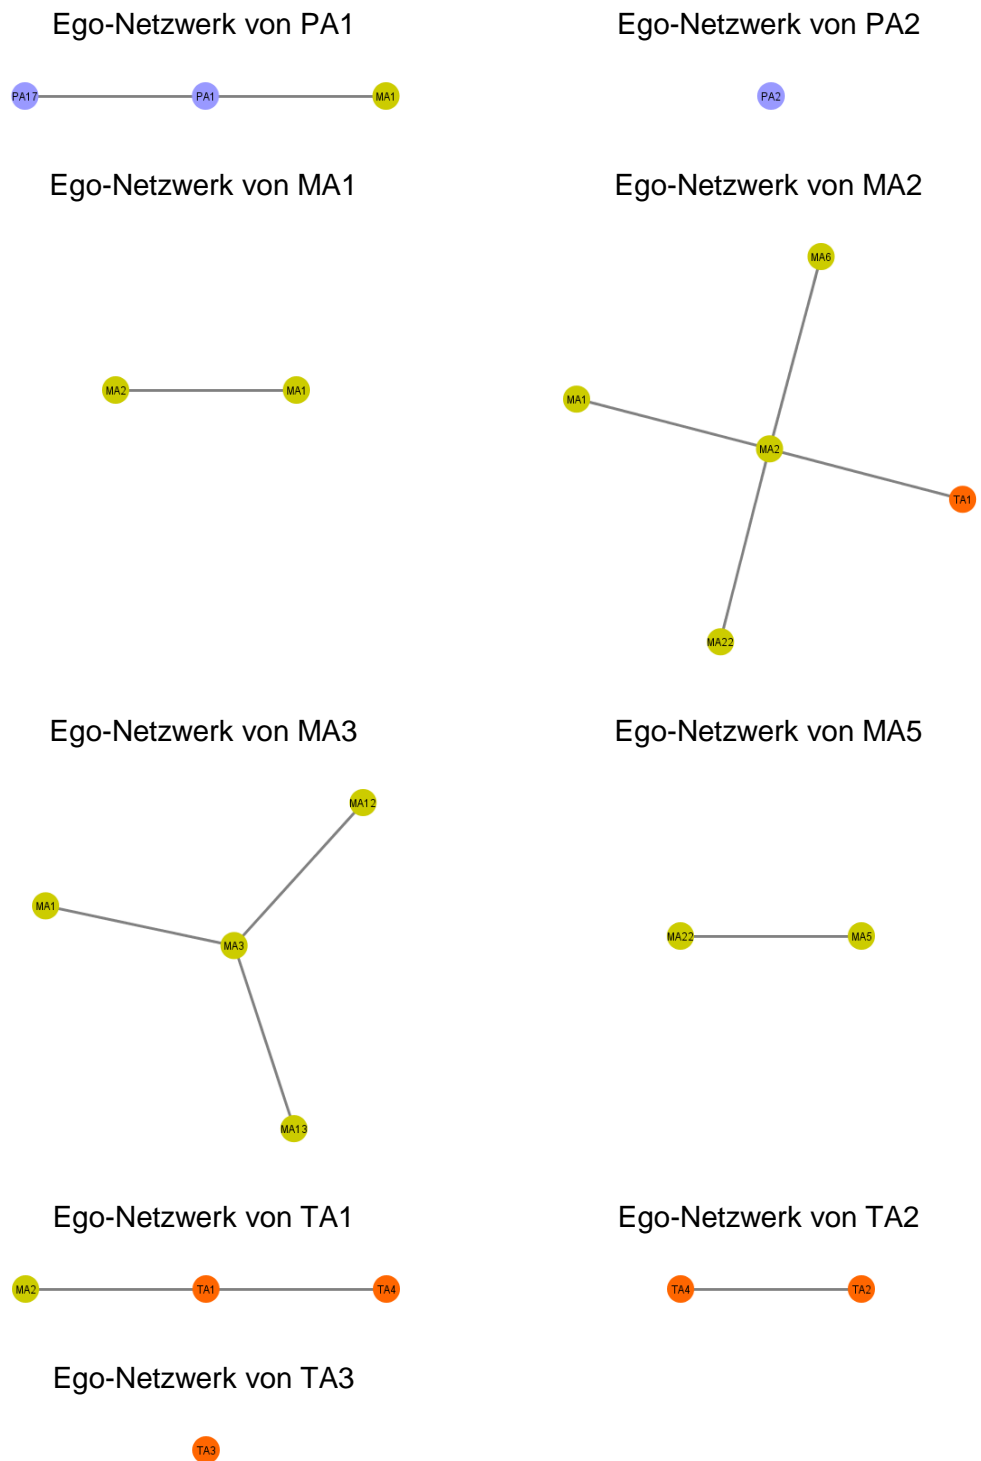 Ego-Netzwerk von PA1
Ego-Netzwerk von PA2
PA17
PA1
MA1
PA2
Ego-Netzwerk von MA1
Ego-Netzwerk von MA2
MA2
MA1
MA6
MA1
MA2
TA1
MA22
Ego-Netzwerk von MA3
Ego-Netzwerk von MA5
MA12
MA1
MA3
MA13
MA22
MA5
Ego-Netzwerk von TA1
Ego-Netzwerk von TA2
MA2
TA1
TA4
TA4
TA2
Ego-Netzwerk von TA3
TA3